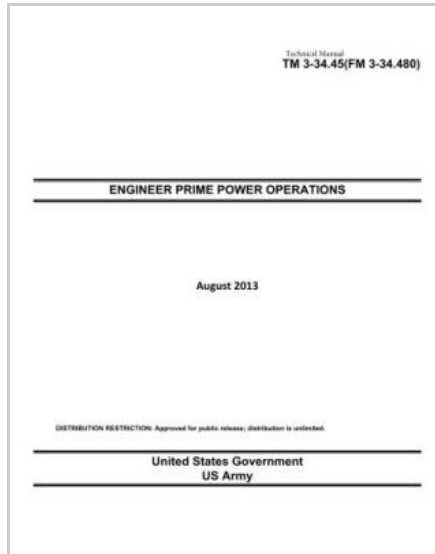 Technical Manual
TM 3-34.45(FM 3-34.480)
ENGINEER PRIME POWER OPERATIONS
August 2013
DISTRIBUTION RESTRICTION: Approved for public release; distribution is unlimited.
United States Government
US Army